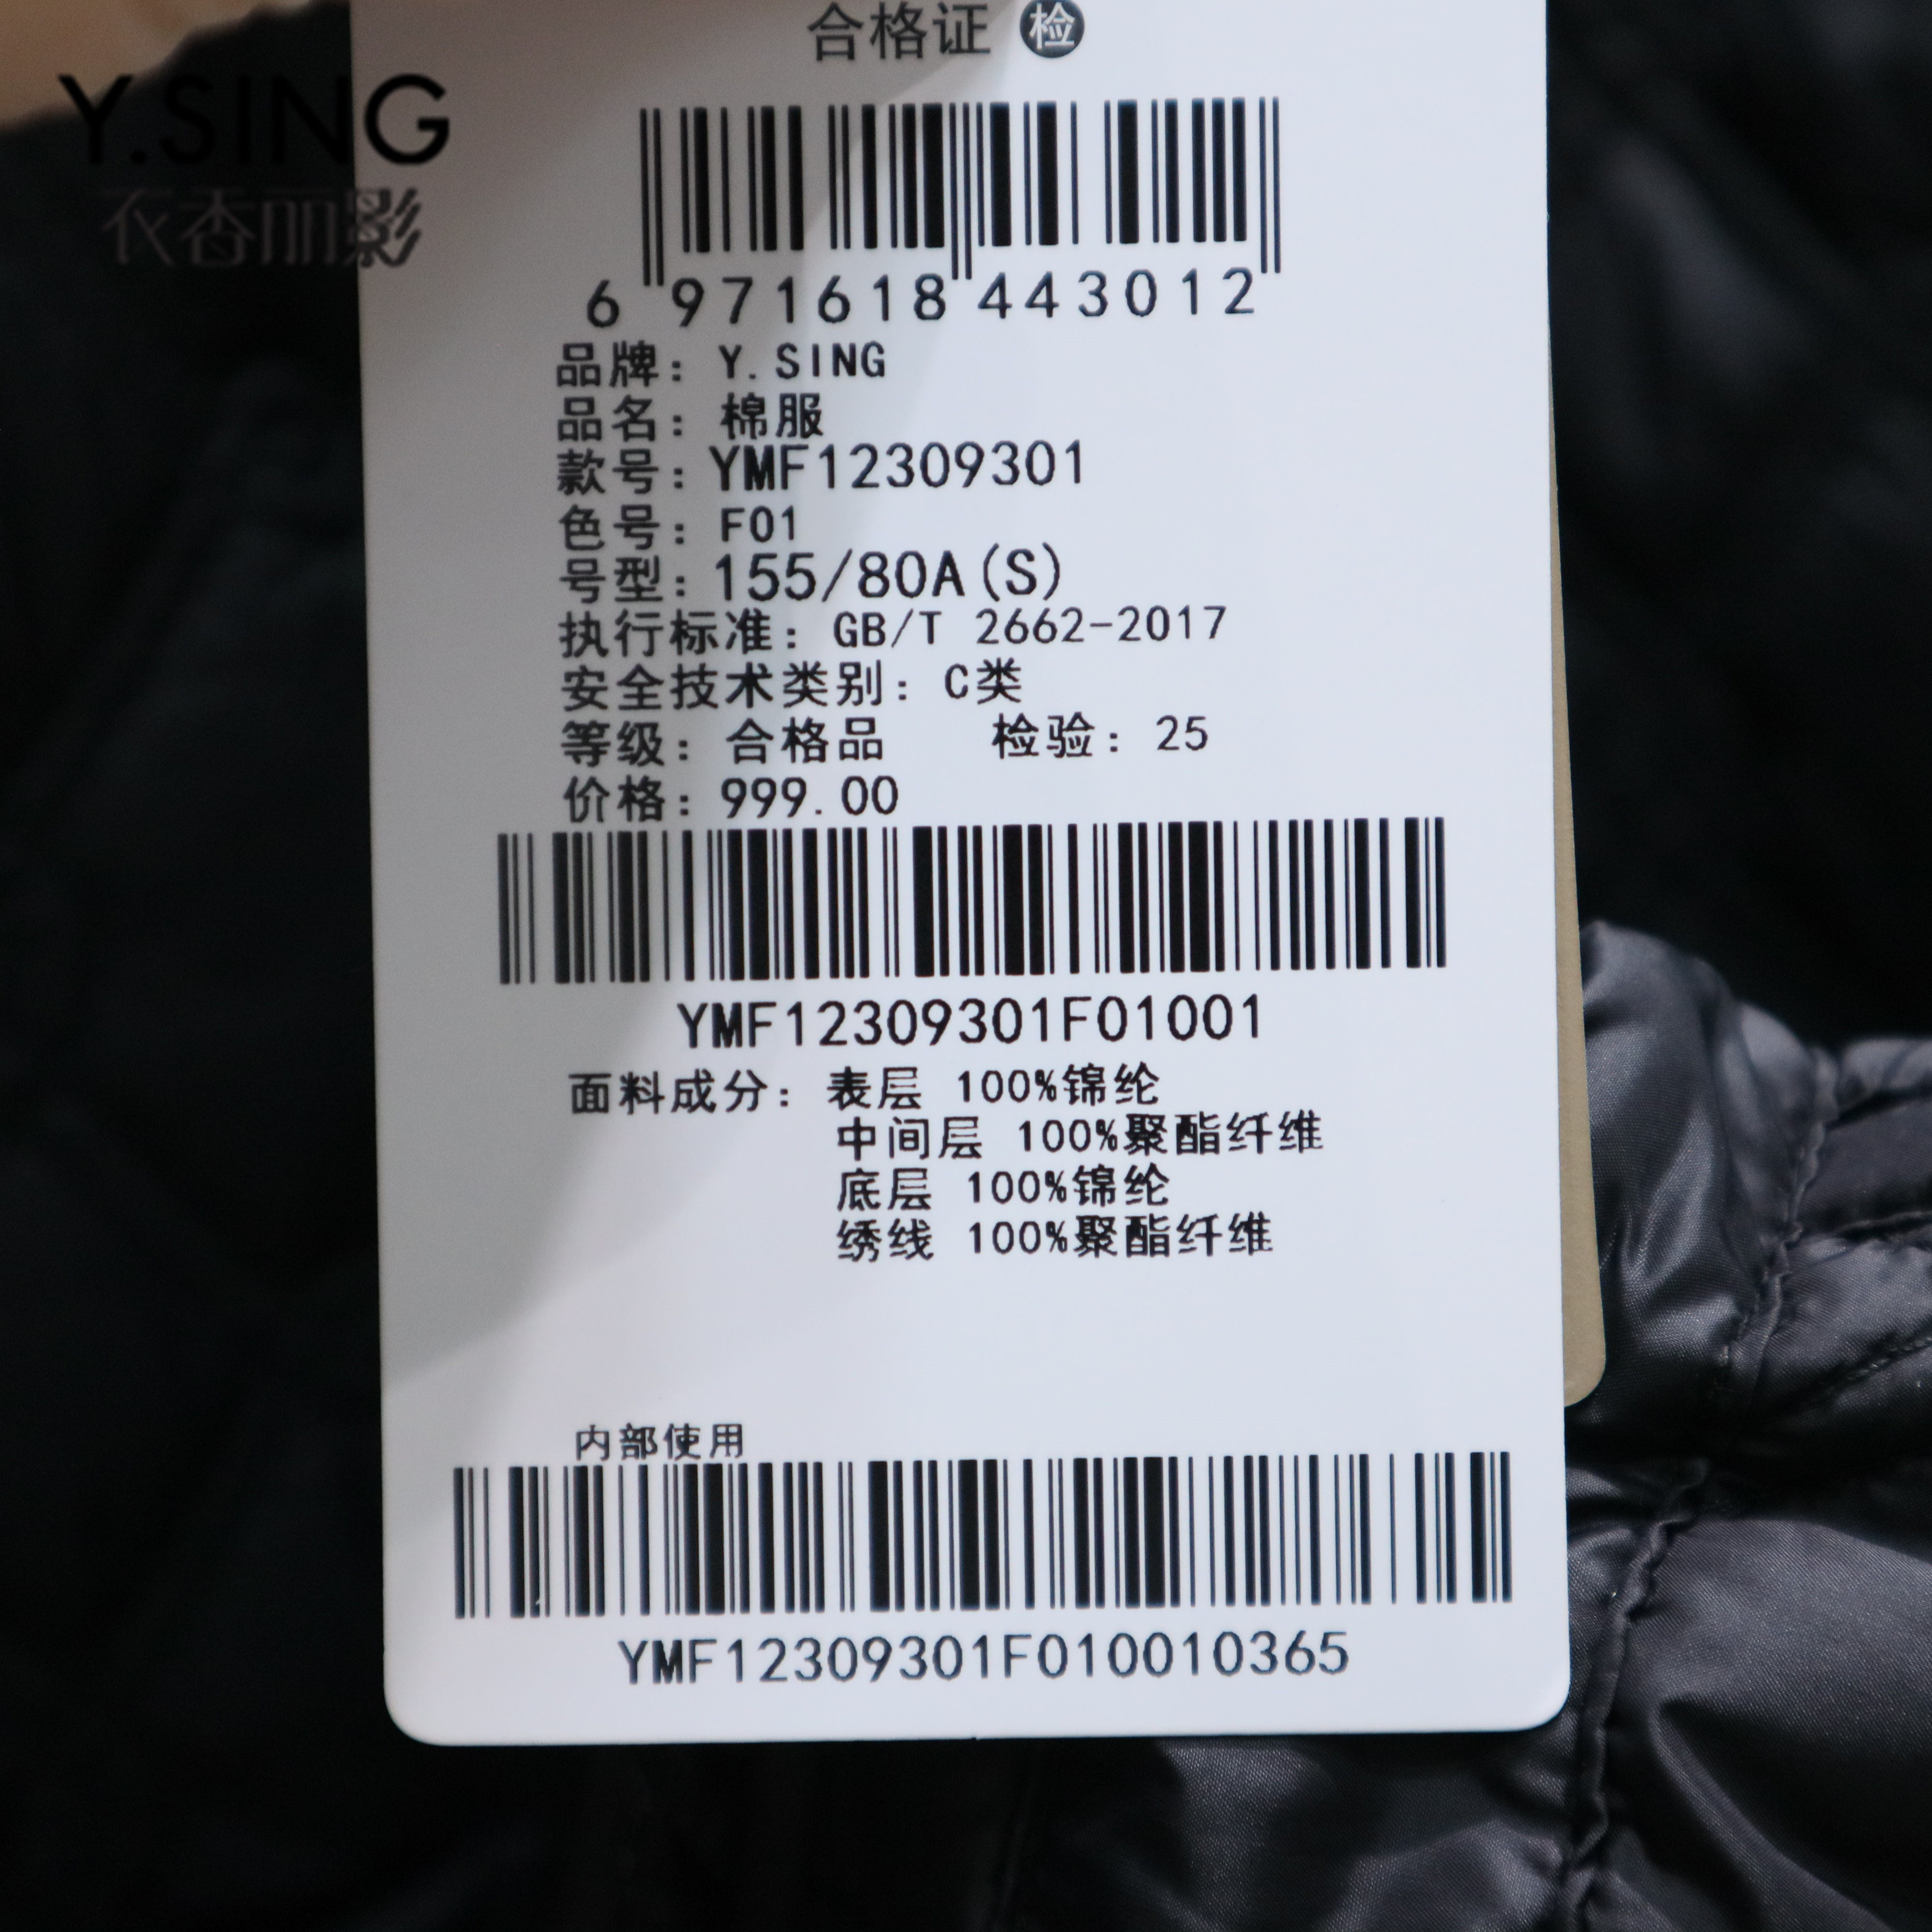 合格证 检
Y.SING
衣香丽影
6 971618 443012
品牌: Y.SING
品名: 棉服
款号: YMF12309301
色号: F01
号型: 155/80A(S)
执行标准: GB/T 2662-2017
安全技术类别: C类
等级: 合格品 检验: 25
价格: 999.00
YMF12309301F01001
面料成分: 表层 100%锦纶
中间层 100%聚酯纤维
底层 100%锦纶
绣线 100%聚酯纤维
内部使用
YMF12309301F010010365